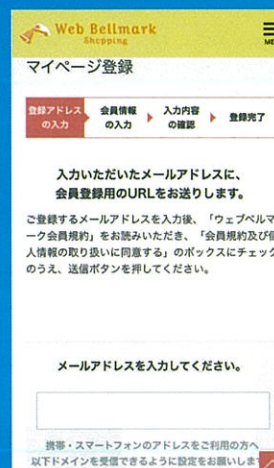 Web Bellmark
Shopping
ME
マイページ登録
登録アドレス
の入力
会員情報
の入力
入力内容
の確認
登録完了
入力いただいたメールアドレスに、
会員登録用のURLをお送りします。
ご登録するメールアドレスを入力後、「ウェブベルマ
ーク会員規約」をお読みいただき、「会員規約及び個
人情報の取り扱いに同意する」のボックスにチェック
のうえ、送信ボタンを押してください。
メールアドレスを入力してください。
携帯・スマートフォンのアドレスをご利用の方へ
以下ドメインを受信できるように設定をお願いします